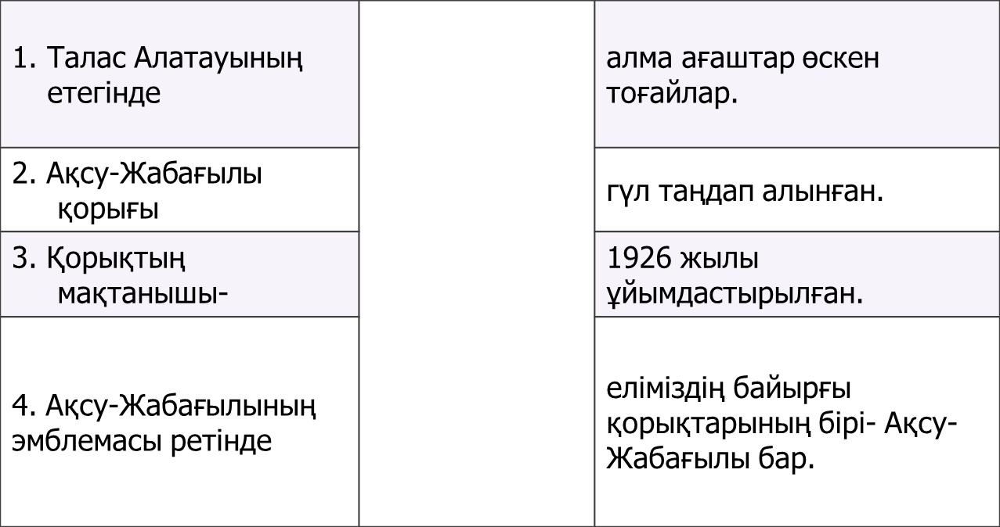 1. Талас Алатауының
етегінде
алма ағаштар өскен
тоғайлар.
2. Ақсу-Жабағылы
қорығы
гүл таңдап алынған.
3. Қорықтың
мақтанышы-
1926 жылы
ұйымдастырылған.
4. Ақсу-Жабағылының
эмблемасы ретінде
еліміздің байырғы
қорықтарының бірі- Ақсу-
Жабағылы бар.